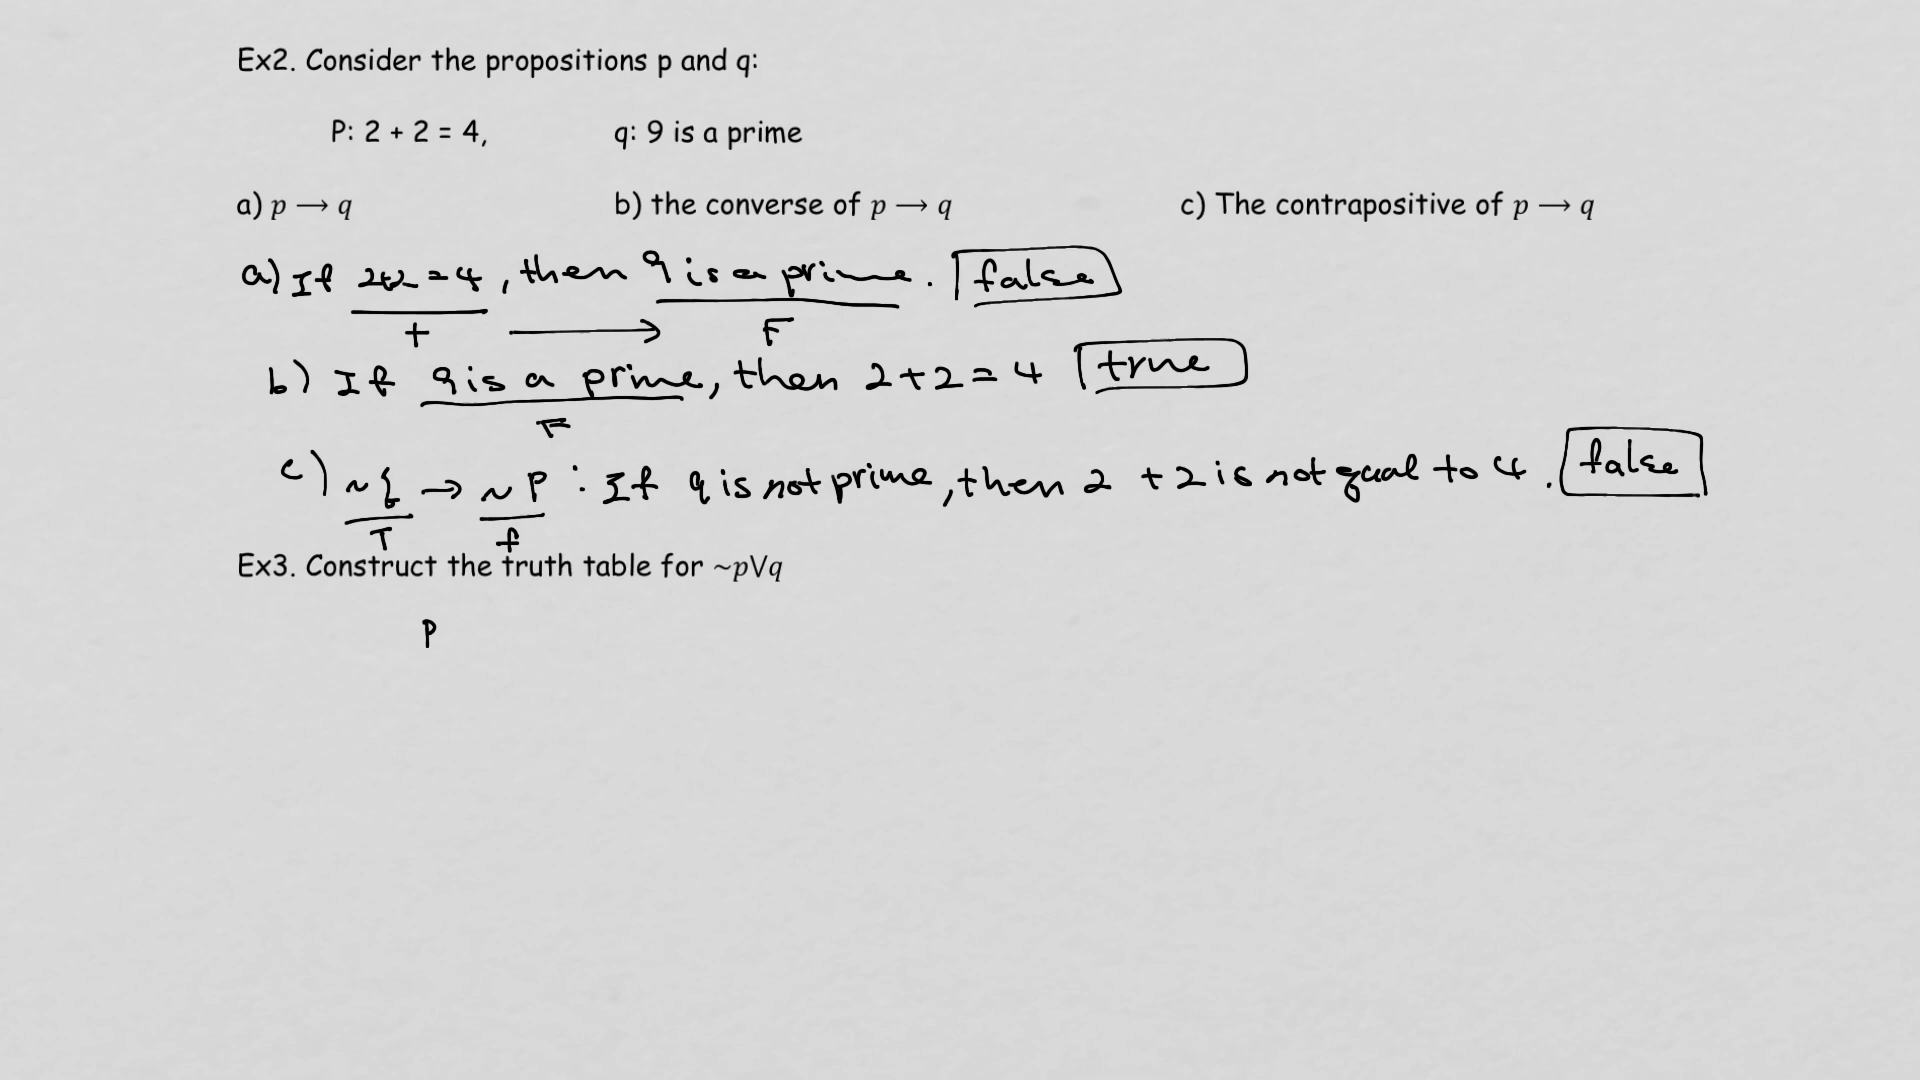 Ex2. Consider the propositions p and q:
P: 2 + 2 = 4, q: 9 is a prime
a) p ⟶ q b) the converse of p ⟶ q c) The contrapositive of p ⟶ q
a) If 2+2=4, then 9 is a prime. false
T ⟶ F
b) If 9 is a prime, then 2+2=4 true
F
c) ~q → ~p : If 9 is not prime, then 2+2 is not equal to 4. false
T f
Ex3. Construct the truth table for ~p∨q
P